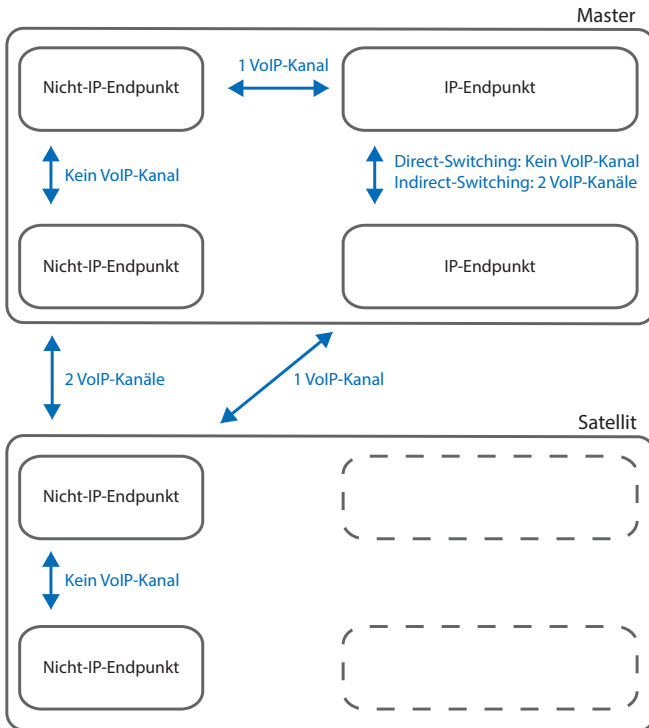 Master
1 VoIP-Kanal
Nicht-IP-Endpunkt
IP-Endpunkt
Kein VoIP-Kanal
Direct-Switching: Kein VoIP-Kanal
Indirect-Switching: 2 VoIP-Kanäle
Nicht-IP-Endpunkt
IP-Endpunkt
2 VoIP-Kanäle
1 VoIP-Kanal
Satellit
Nicht-IP-Endpunkt
Kein VoIP-Kanal
Nicht-IP-Endpunkt